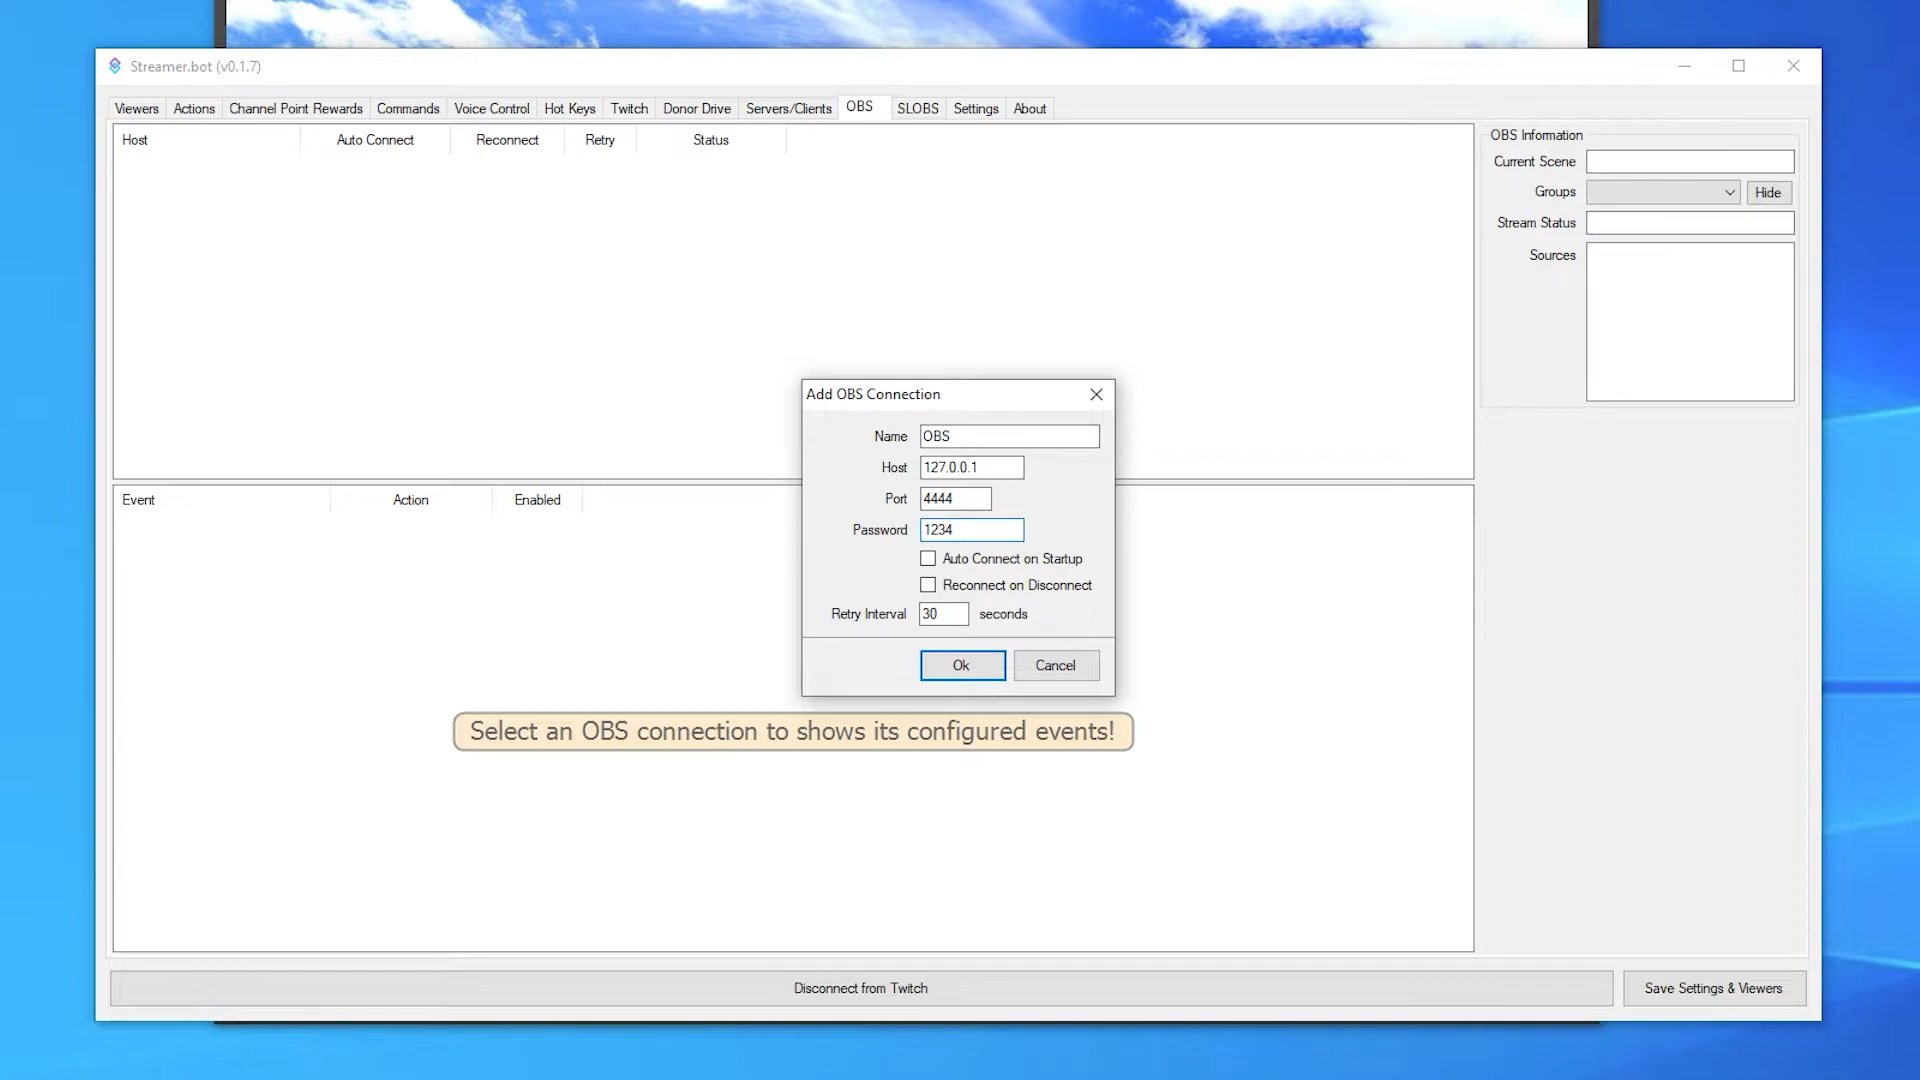 Streamer.bot (v0.1.7)
Viewers Actions Channel Point Rewards Commands Voice Control Hot Keys Twitch Donor Drive Servers/Clients OBS SLOBS Settings About
Host Auto Connect Reconnect Retry Status
OBS Information
Current Scene
Groups Hide
Stream Status
Sources
Add OBS Connection
Name OBS
Host 127.0.0.1
Port 4444
Password 1234
Auto Connect on Startup
Reconnect on Disconnect
Retry Interval 30 seconds
Ok Cancel
Event Action Enabled
Select an OBS connection to shows its configured events!
Disconnect from Twitch Save Settings & Viewers